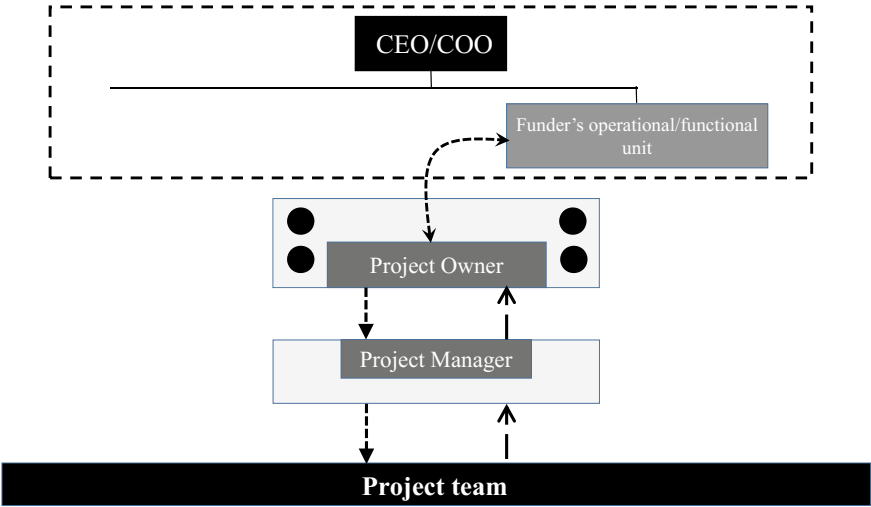 CEO/COO
Funder’s operational/functional
unit
Project Owner
Project Manager
Project team